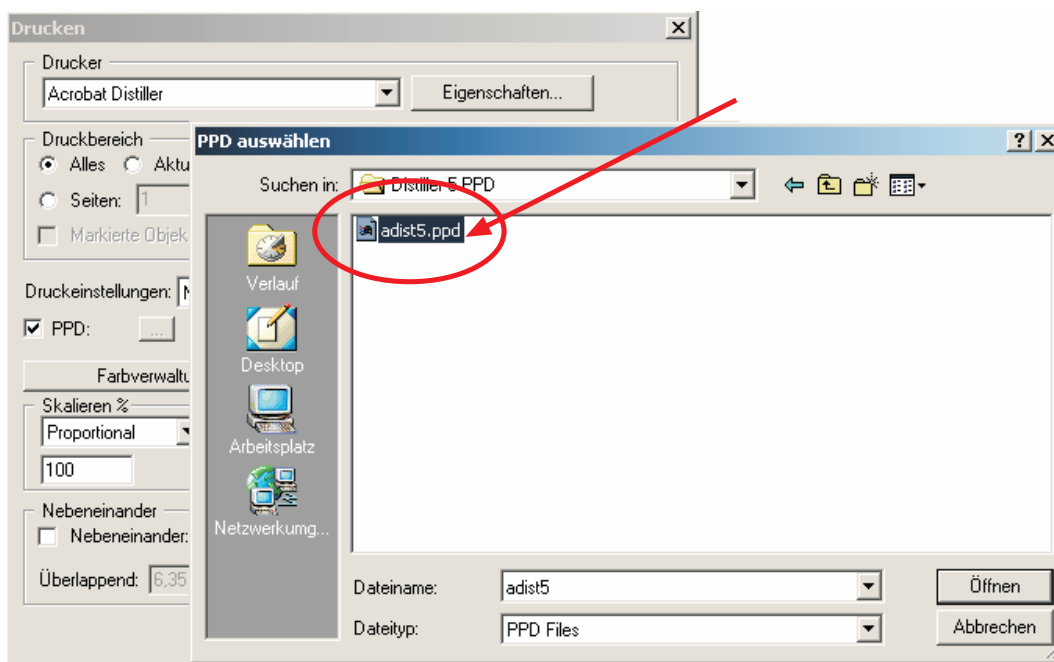 Drucken
Drucker
Acrobat Distiller
Eigenschaften...
Druckbereich
Alles
Aktu
Seiten: 1
Markierte Objek
Druckeinstellungen:
PPD: ...
Farbverwaltu
Skalieren %
Proportional
100
Nebeneinander
Nebeneinander:
Überlappend: 6,35
PPD auswählen
Suchen in: Distiller 5 PPD
adist5.ppd
Verlauf
Desktop
Arbeitsplatz
Netzwerkumg...
Dateiname: adist5
Öffnen
Dateityp: PPD Files
Abbrechen